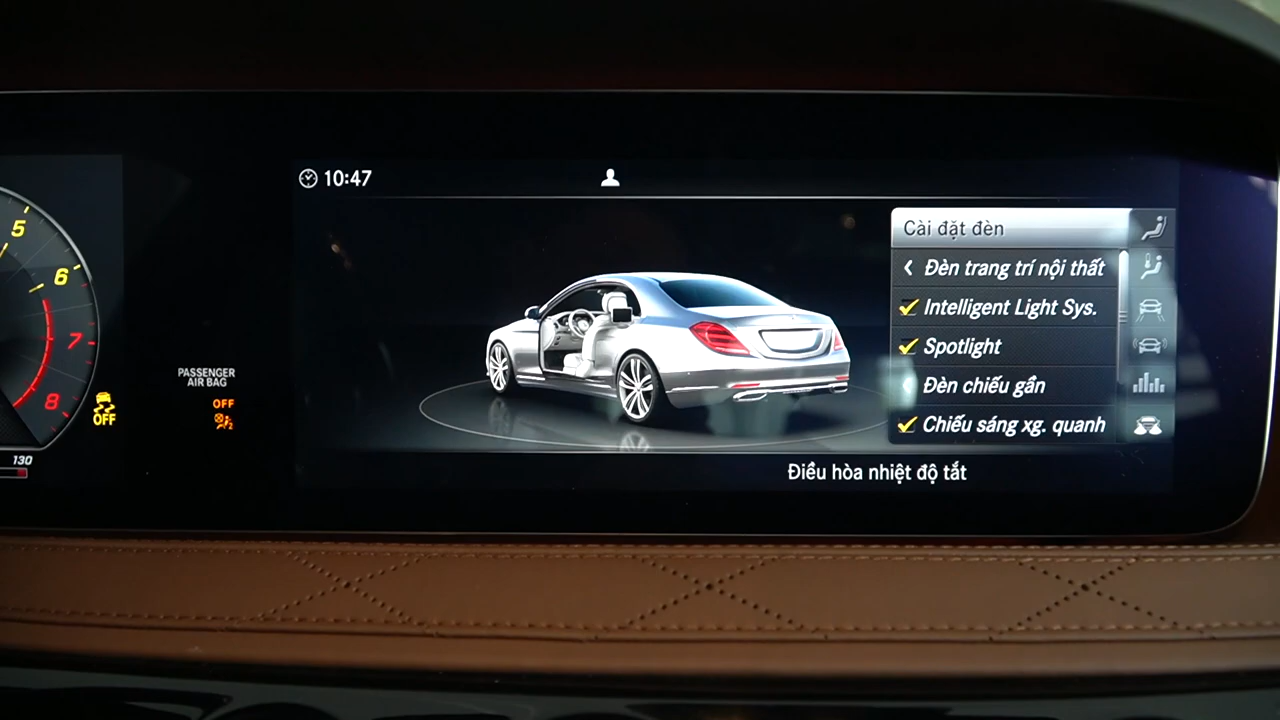 10:47
5
6
7
8
130
OFF
PASSENGER
AIR BAG
OFF
Cài đặt đèn
Đèn trang trí nội thất
Intelligent Light Sys.
Spotlight
Đèn chiếu gần
Chiếu sáng xg. quanh
Điều hòa nhiệt độ tắt